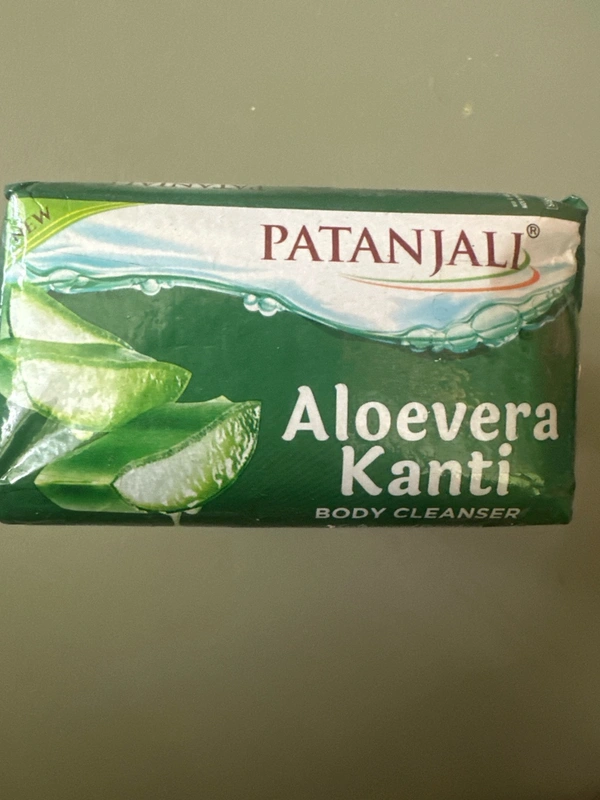 NEW
PATANJALI®
Aloevera
Kanti
BODY CLEANSER